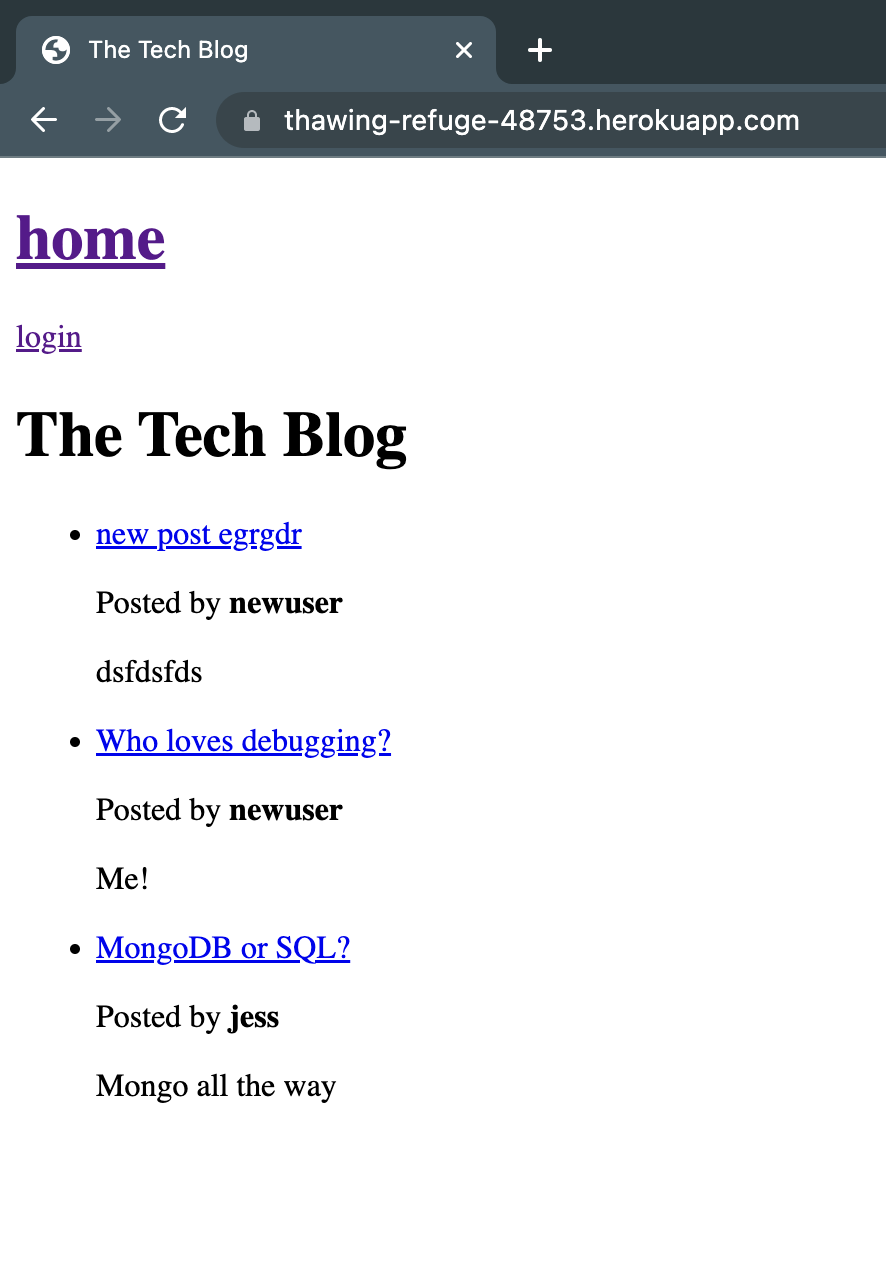 The Tech Blog
thawing-refuge-48753.herokuapp.com
home
login
The Tech Blog
new post egrgdr
Posted by newuser
dsfdsfds
Who loves debugging?
Posted by newuser
Me!
MongoDB or SQL?
Posted by jess
Mongo all the way